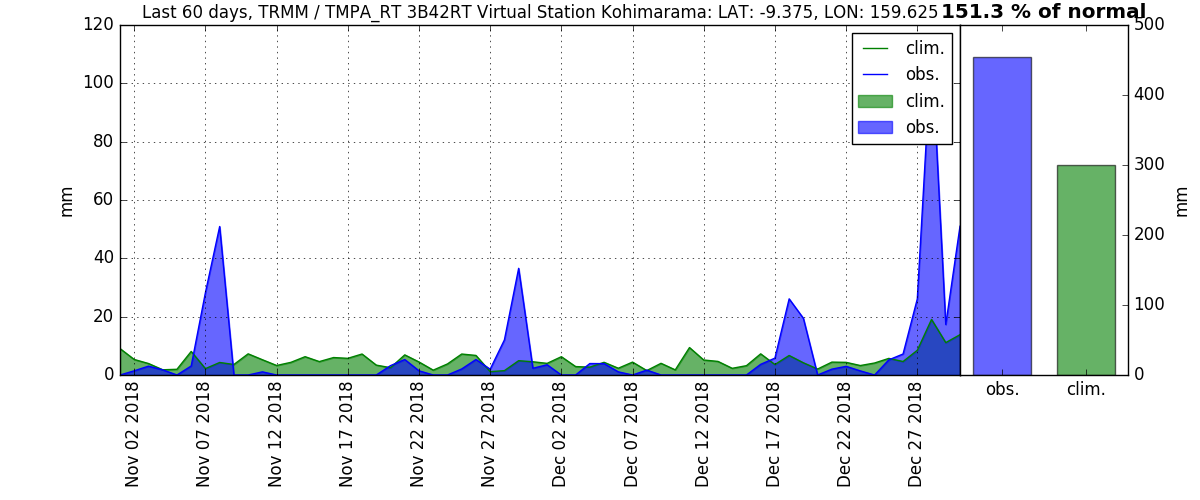 Last 60 days, TRMM / TMPA_RT 3B42RT Virtual Station Kohimarama: LAT: -9.375, LON: 159.625 151.3 % of normal
120
100
80
60
40
20
0
mm
clim.
obs.
clim.
obs.
500
400
300
200
100
0
mm
obs.
clim.
Nov 02 2018
Nov 07 2018
Nov 12 2018
Nov 17 2018
Nov 22 2018
Nov 27 2018
Dec 02 2018
Dec 07 2018
Dec 12 2018
Dec 17 2018
Dec 22 2018
Dec 27 2018